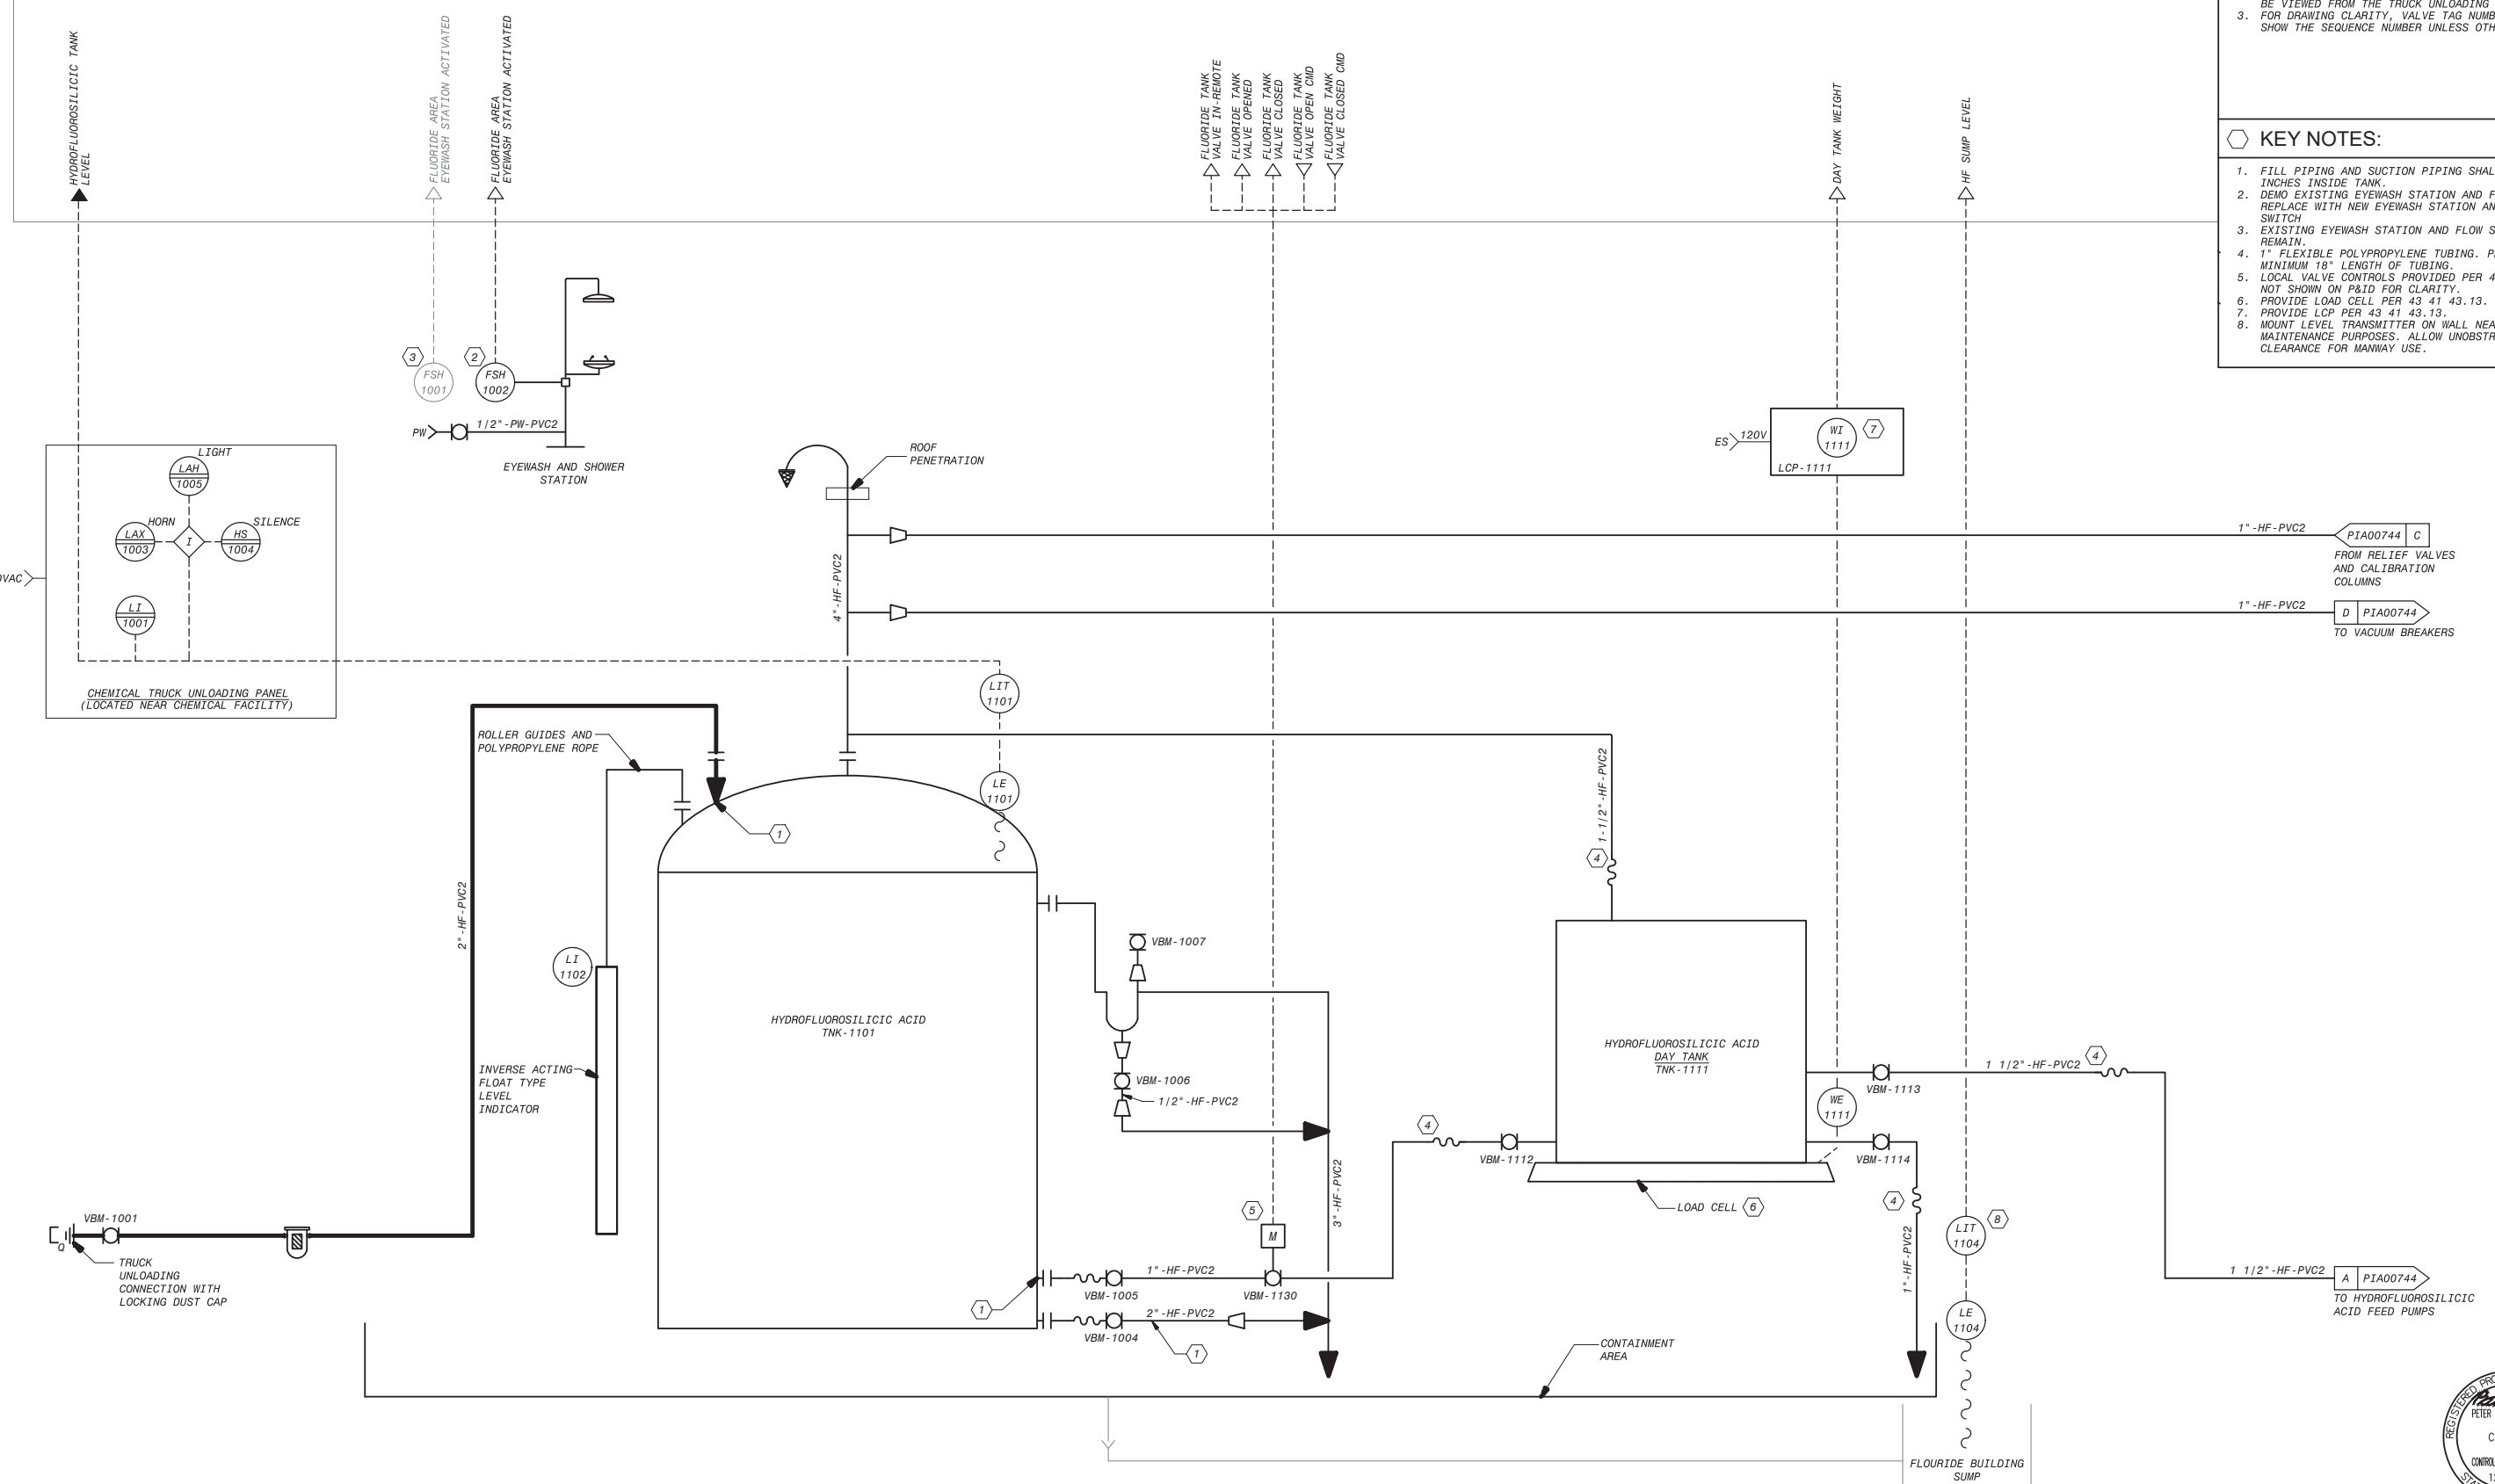 HYDROFLUOROSILICIC TANK
LEVEL
FLUORIDE AREA
EYEWASH STATION ACTIVATED
FLUORIDE AREA
EYEWASH STATION ACTIVATED
FLUORIDE TANK
VALVE IN-REMOTE
FLUORIDE TANK
VALVE OPENED
FLUORIDE TANK
VALVE CLOSED
FLUORIDE TANK
VALVE OPEN CMD
FLUORIDE TANK
VALVE CLOSED CMD
DAY TANK WEIGHT
HF SUMP LEVEL
BE VIEWED FROM THE TRUCK UNLOADING
3. FOR DRAWING CLARITY, VALVE TAG
SHOW THE SEQUENCE NUMBER UNLESS
KEY NOTES:
1. FILL PIPING AND SUCTION PIPING
INCHES INSIDE TANK.
2. DEMO EXISTING EYEWASH STATION AND
REPLACE WITH NEW EYEWASH STATION
SWITCH
3. EXISTING EYEWASH STATION AND FLOW
REMAIN.
4. 1" FLEXIBLE POLYPROPYLENE TUBING.
MINIMUM 18" LENGTH OF TUBING.
5. LOCAL VALVE CONTROLS PROVIDED PER
NOT SHOWN ON P&ID FOR CLARITY.
6. PROVIDE LOAD CELL PER 43 41 43.13.
7. PROVIDE LCP PER 43 41 43.13.
8. MOUNT LEVEL TRANSMITTER ON WALL
MAINTENANCE PURPOSES. ALLOW
CLEARANCE FOR MANWAY USE.
3
FSH
1001
2
FSH
1002
PW
1/2"-PW-PVC2
EYEWASH AND SHOWER
STATION
LIGHT
LAH
1005
HORN
LAX
1003
I
SILENCE
HS
1004
LI
1001
CHEMICAL TRUCK UNLOADING PANEL
(LOCATED NEAR CHEMICAL FACILITY)
ROOF
PENETRATION
4"-HF-PVC2
ES
120V
WI
1111
7
LCP-1111
1"-HF-PVC2
PIA00744 C
FROM RELIEF VALVES
AND CALIBRATION
COLUMNS
1"-HF-PVC2
D PIA00744
TO VACUUM BREAKERS
LIT
1101
LE
1101
ROLLER GUIDES AND
POLYPROPYLENE ROPE
1
2"-HF-PVC2
LI
1102
INVERSE ACTING
FLOAT TYPE
LEVEL
INDICATOR
HYDROFLUOROSILICIC ACID
TNK-1101
VBM-1007
VBM-1006
1/2"-HF-PVC2
3"-HF-PVC2
1-1/2"-HF-PVC2
4
HYDROFLUOROSILICIC ACID
DAY TANK
TNK-1111
WE
1111
VBM-1113
1 1/2"-HF-PVC2
4
4
VBM-1112
VBM-1114
4
1"-HF-PVC2
LOAD CELL
6
LIT
1104
8
LE
1104
VBM-1001
Q
TRUCK
UNLOADING
CONNECTION WITH
LOCKING DUST CAP
5
M
1
VBM-1005
1"-HF-PVC2
VBM-1130
VBM-1004
2"-HF-PVC2
1
1 1/2"-HF-PVC2
A PIA00744
TO HYDROFLUOROSILICIC
ACID FEED PUMPS
CONTAINMENT
AREA
FLOURIDE BUILDING
SUMP
REGISTERED
PETER